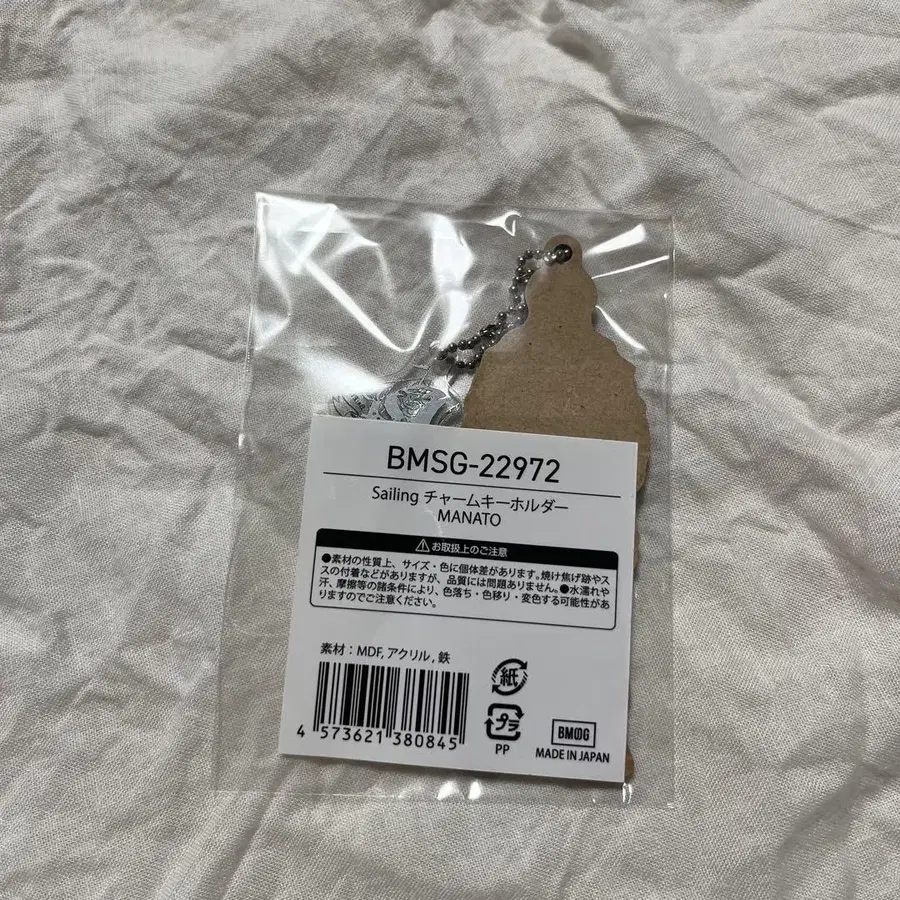 BMSG-22972
Sailing チャームキーホルダー
MANATO
お取扱上のご注意
●素材の性質上、サイズ・色に個体差があります。焼け焦げ跡やス
スの付着などがありますが、品質には問題ありません。●水濡れや
汗、摩擦等の諸条件により、色落ち・色移り・変色する可能性があ
りますのでご注意ください。
素材：MDF, アクリル, 鉄
4 573621 380845
紙
プラ
PP
BMSG
MADE IN JAPAN